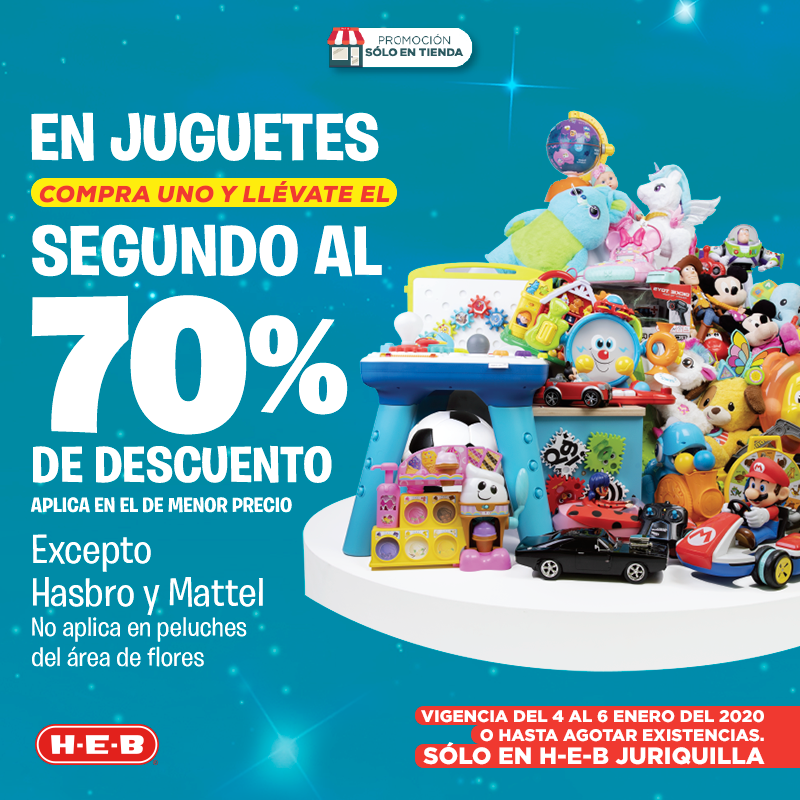 PROMOCIÓN
SÓLO EN TIENDA
EN JUGUETES
COMPRA UNO Y LLÉVATE EL
SEGUNDO AL
70%
DE DESCUENTO
APLICA EN EL DE MENOR PRECIO
Excepto
Hasbro y Mattel
No aplica en peluches
del área de flores
H-E-B
VIGENCIA DEL 4 AL 6 ENERO DEL 2020
O HASTA AGOTAR EXISTENCIAS.
SÓLO EN H-E-B JURIQUILLA